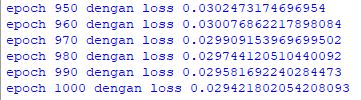 epoch 950 dengan loss 0.0302473174696954
epoch 960 dengan loss 0.030076862217898084
epoch 970 dengan loss 0.029909153969699502
epoch 980 dengan loss 0.029744120510440092
epoch 990 dengan loss 0.029581692240284473
epoch 1000 dengan loss 0.029421802054208093